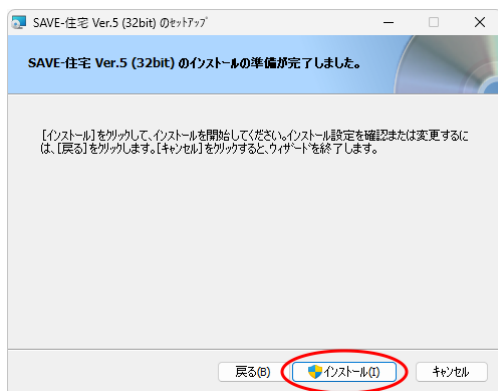 SAVE-住宅 Ver.5 (32bit) のｾｯﾄｱｯﾌﾟ
SAVE-住宅 Ver.5 (32bit) のインストールの準備が完了しました。
[インストール]をクリックして、インストールを開始してください。インストール設定を確認または変更するに
は、[戻る]をクリックします。[キャンセル]をクリックすると、ウィザードを終了します。
戻る(B)
インストール(I)
キャンセル